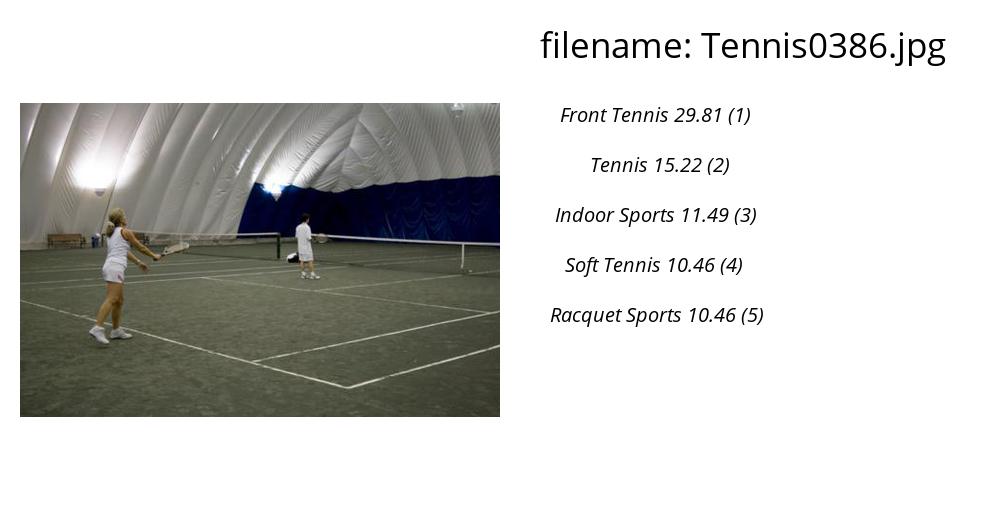 filename: Tennis0386.jpg
Front Tennis 29.81 (1)
Tennis 15.22 (2)
Indoor Sports 11.49 (3)
Soft Tennis 10.46 (4)
Racquet Sports 10.46 (5)